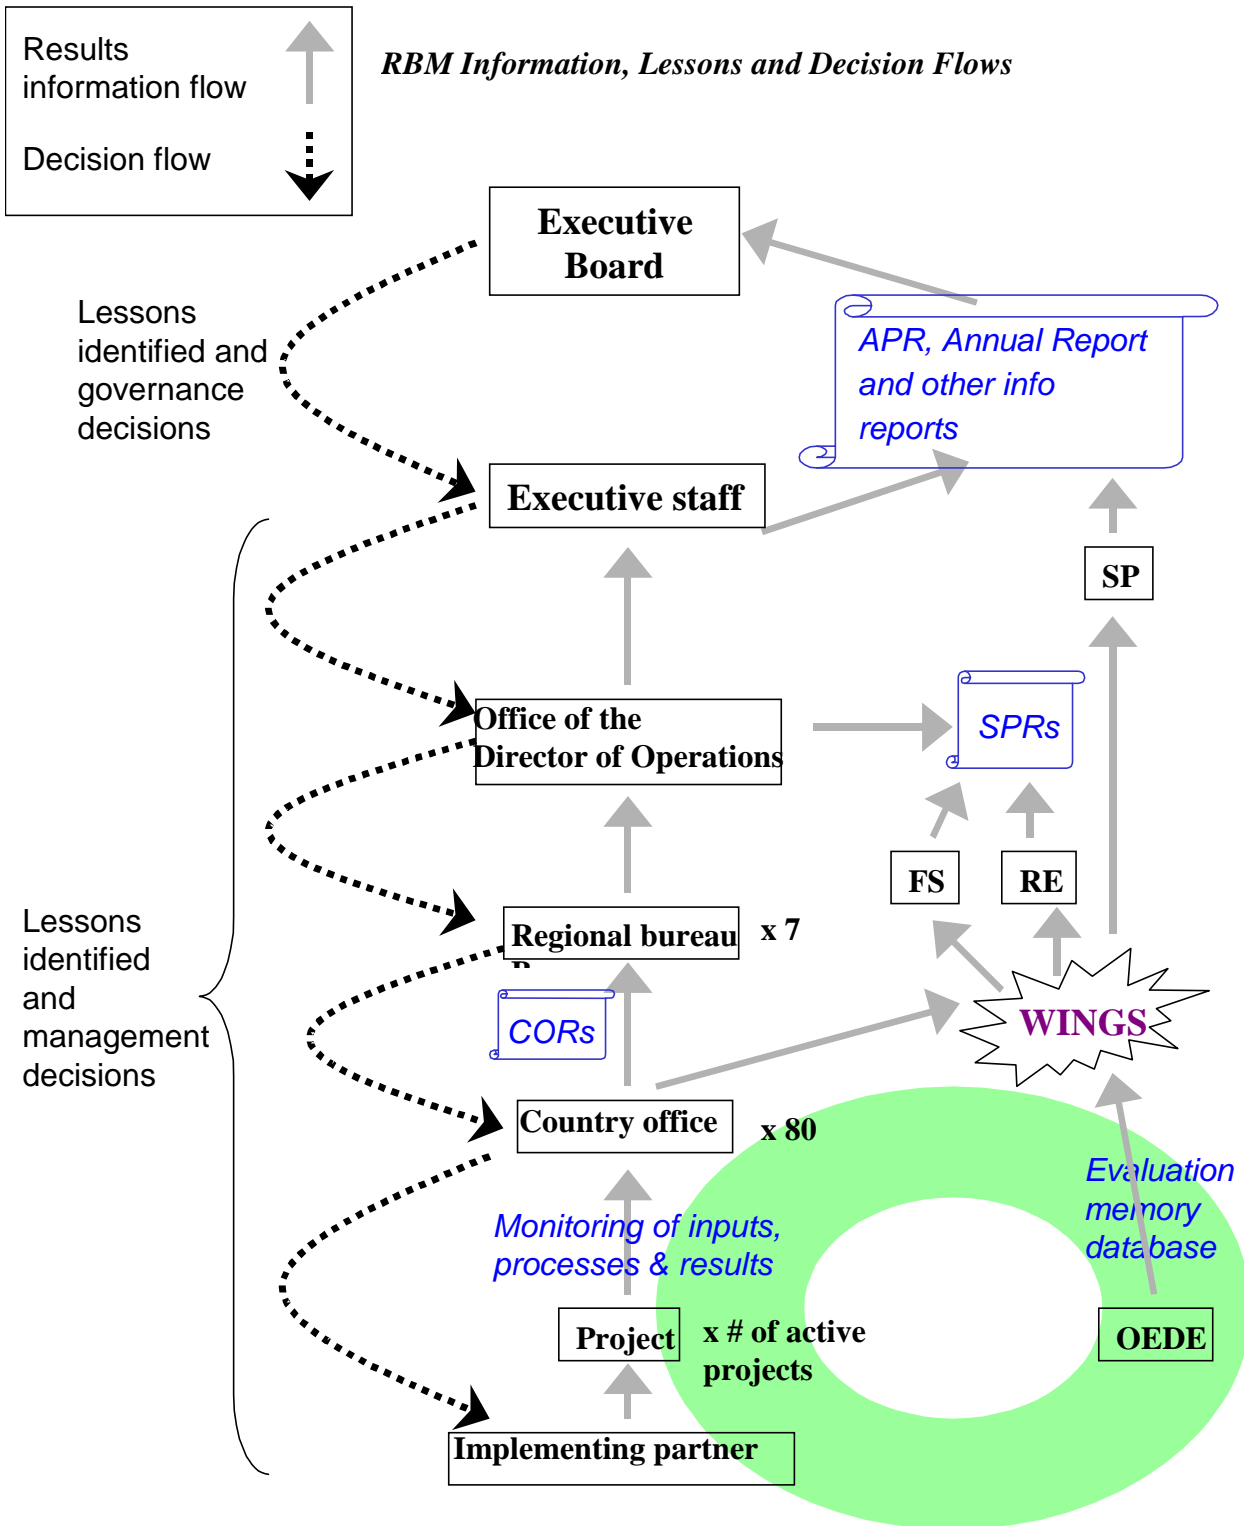 Results
information flow
Decision flow
RBM Information, Lessons and Decision Flows
Executive
Board
Lessons
identified and
governance
decisions
APR, Annual Report
and other info
reports
Executive staff
SP
Office of the
Director of Operations
SPRs
FS
RE
Regional bureau
x 7
Lessons
identified
and
management
decisions
CORs
WINGS
Country office
x 80
Evaluation
memory
database
Monitoring of inputs,
processes & results
Project
x # of active
projects
OEDE
Implementing partner